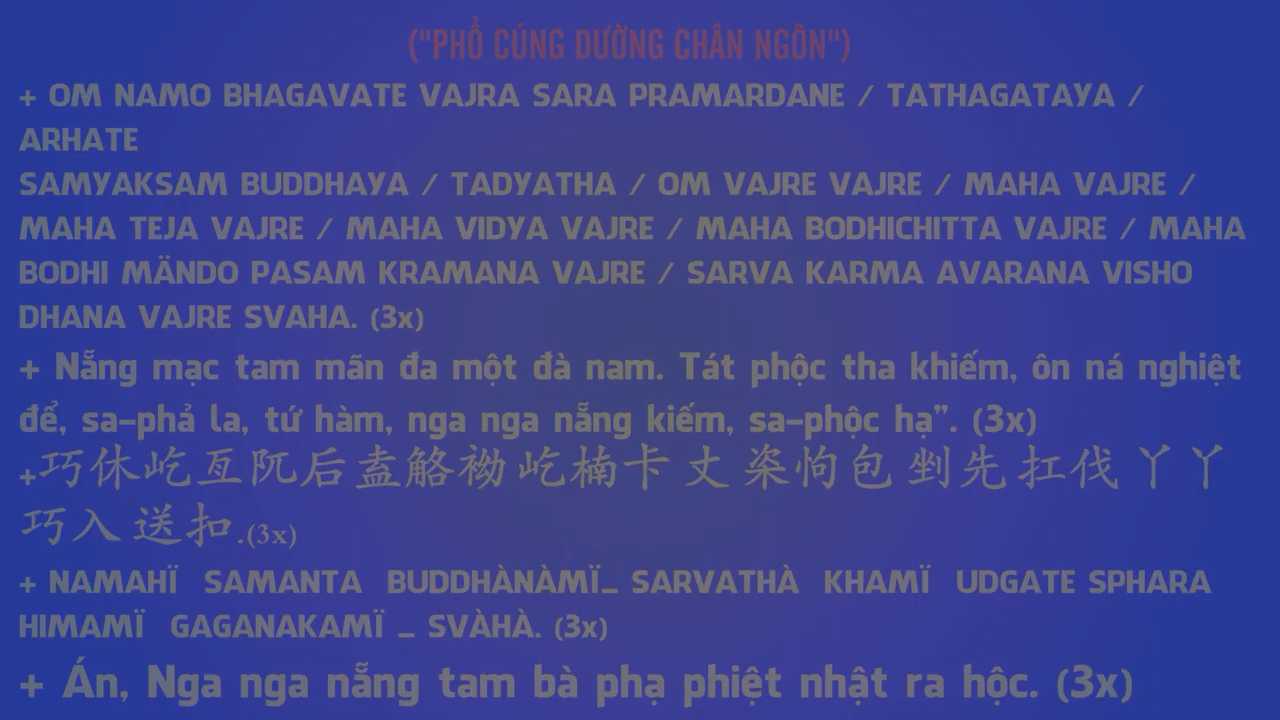 ("PHỔ CÚNG DƯỜNG CHÂN NGÔN")
+ OM NAMO BHAGAVATE VAJRA SARA PRAMARDANE / TATHAGATAYA /
ARHATE
SAMYAKSAM BUDDHAYA / TADYATHA / OM VAJRE VAJRE / MAHA VAJRE /
MAHA TEJA VAJRE / MAHA VIDYA VAJRE / MAHA BODHICHITTA VAJRE / MAHA
BODHI MÄNDO PASAM KRAMANA VAJRE / SARVA KARMA AVARANA VISHO
DHANA VAJRE SVAHA. (3x)
+ Nẵng mạc tam mãn đa một đà nam. Tát phộc tha khiếm, ôn ná nghiệt
để, sa-phả la, tứ hàm, nga nga nẵng kiếm, sa-phộc hạ”. (3x)
+巧休屹亙阢后盍觡袎屹楠卡 丈 桼怐包 剉先 扛伐 丫丫
巧入 送扣.(3x)
+ NAMAHÏ SAMANTA BUDDHÀNÀMÏ_ SARVATHÀ KHAMÏ UDGATE SPHARA
HIMAMÏ GAGANAKAMÏ _ SVÀHÀ. (3x)
+ Án, Nga nga nẵng tam bà phạ phiệt nhật ra hộc. (3x)